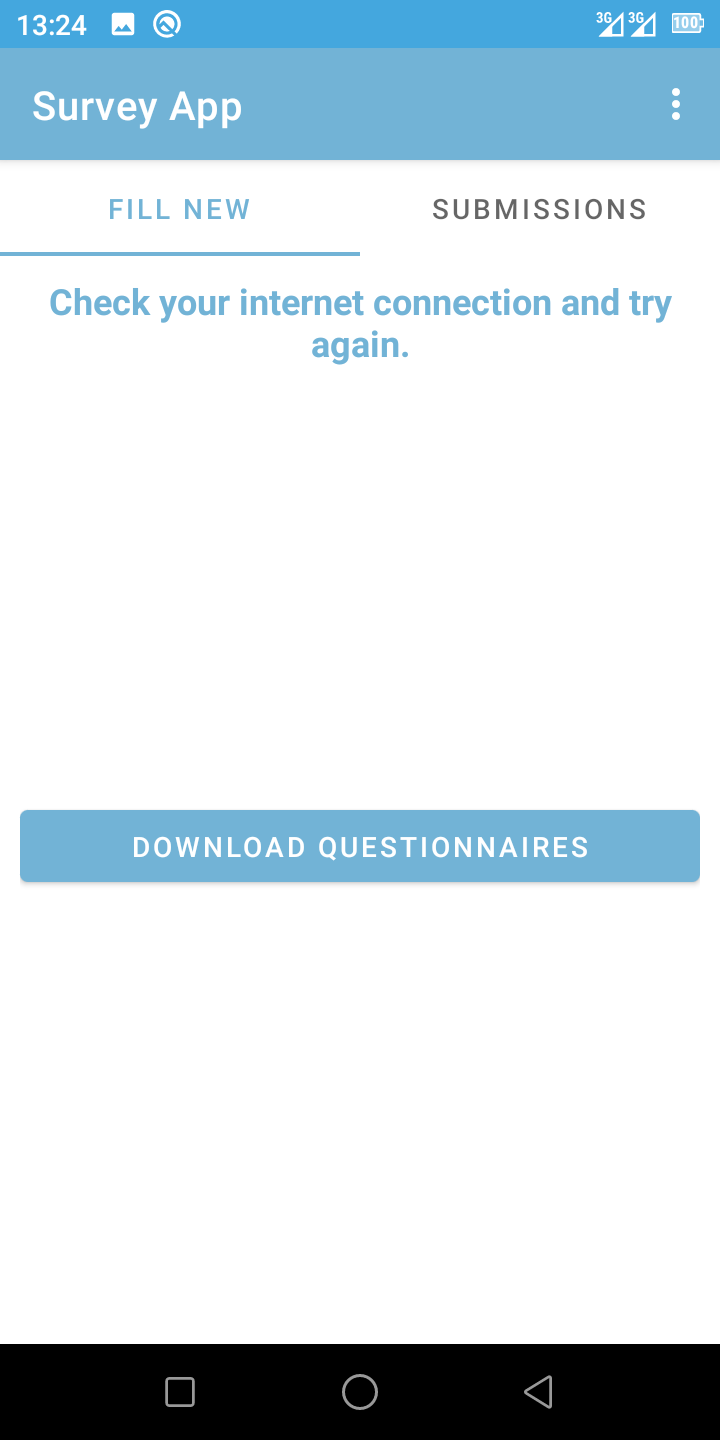 13:24
3G 3G 100
Survey App
FILL NEW SUBMISSIONS
Check your internet connection and try
again.
DOWNLOAD QUESTIONNAIRES